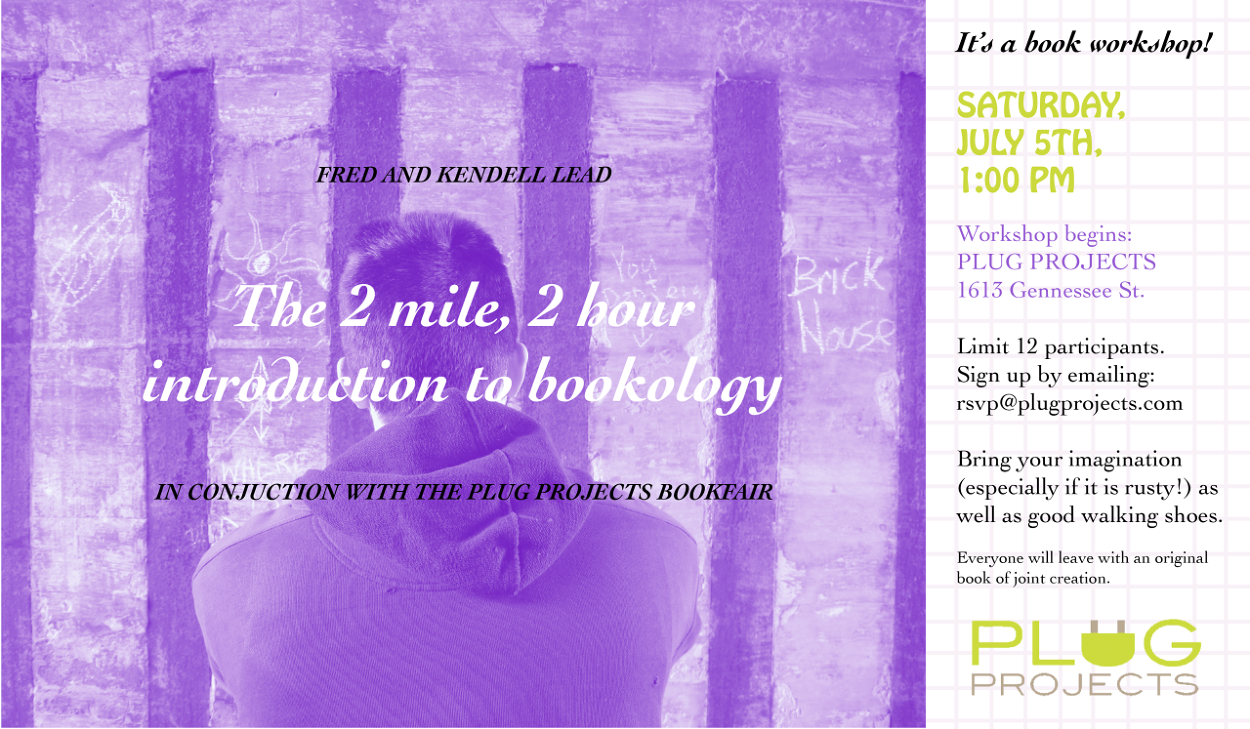 FRED AND KENDELL LEAD
The 2 mile, 2 hour
introduction to bookology
IN CONJUCTION WITH THE PLUG PROJECTS BOOKFAIR
You
Brick
House
WHERE
It's a book workshop!
SATURDAY,
JULY 5TH,
1:00 PM
Workshop begins:
PLUG PROJECTS
1613 Gennessee St.
Limit 12 participants.
Sign up by emailing:
rsvp@plugprojects.com
Bring your imagination
(especially if it is rusty!) as
well as good walking shoes.
Everyone will leave with an original
book of joint creation.
PLUG
PROJECTS